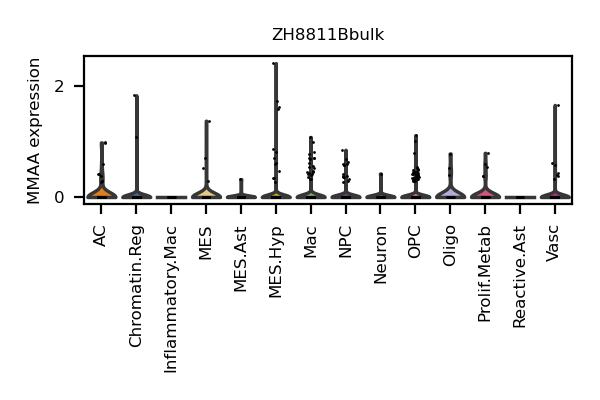 ZH8811Bbulk
MMAA expression
2
0
AC
Chromatin.Reg
Inflammatory.Mac
MES
MES.Ast
MES.Hyp
Mac
NPC
Neuron
OPC
Oligo
Prolif.Metab
Reactive.Ast
Vasc